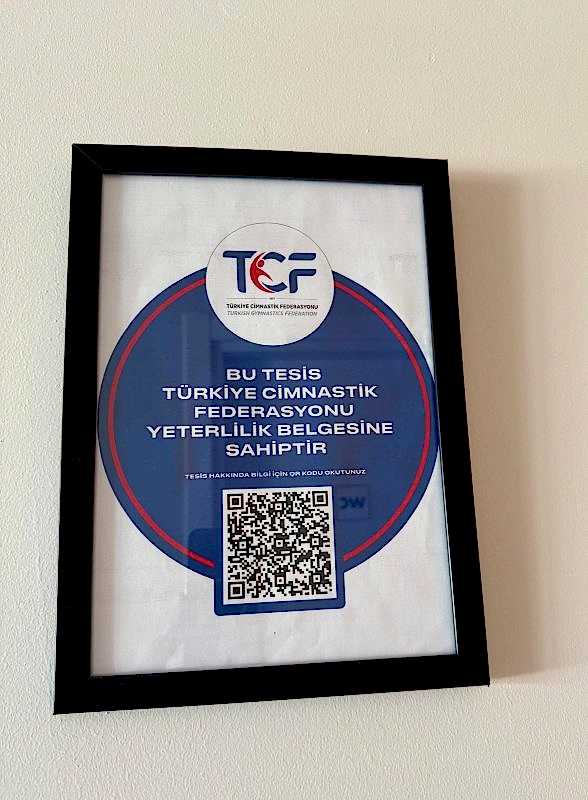 TCF
TÜRKİYE CİMNASTİK FEDERASYONU
TURKISH GYMNASTICS FEDERATION
BU TESİS
TÜRKİYE CİMNASTİK
FEDERASYONU
YETERLİLİK BELGESİNE
SAHİPTİR
TESİS HAKKINDA BİLGİ İÇİN QR KODU OKUTUNUZ
WC